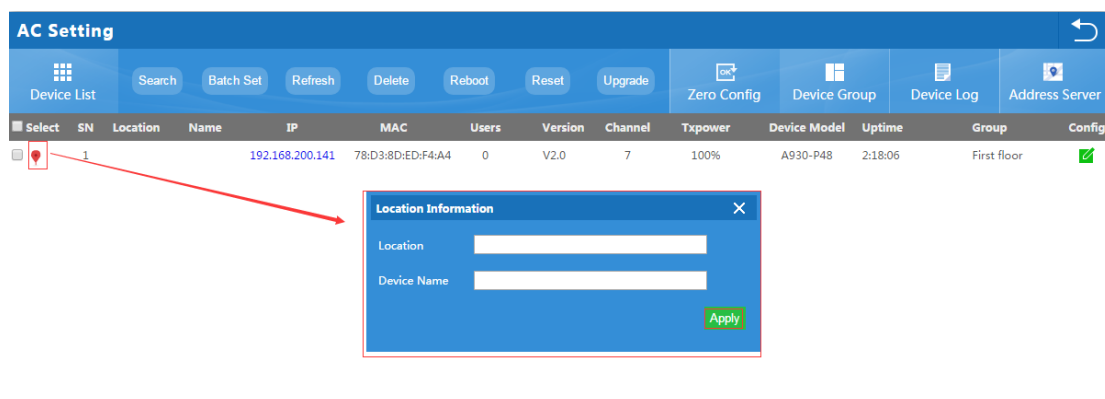 AC Setting
Device List Search Batch Set Refresh Delete Reboot Reset Upgrade OK Zero Config Device Group Device Log Address Server
Select SN Location Name IP MAC Users Version Channel Txpower Device Model Uptime Group Config
1 192.168.200.141 78:D3:8D:ED:F4:A4 0 V2.0 7 100% A930-P48 2:18:06 First floor
Location Information
Location
Device Name
Apply